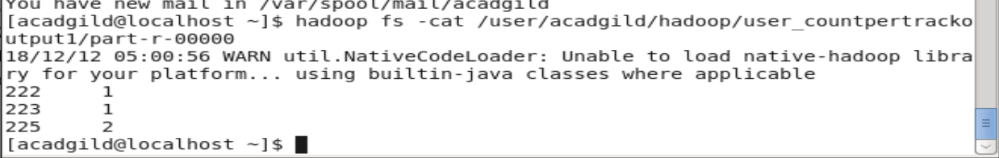 You have new mail in /var/spool/mail/acadgild
[acadgild@localhost ~]$ hadoop fs -cat /user/acadgild/hadoop/user_countpertracko
utput1/part-r-00000
18/12/12 05:00:56 WARN util.NativeCodeLoader: Unable to load native-hadoop libra
ry for your platform... using builtin-java classes where applicable
222	1
223	1
225	2
[acadgild@localhost ~]$